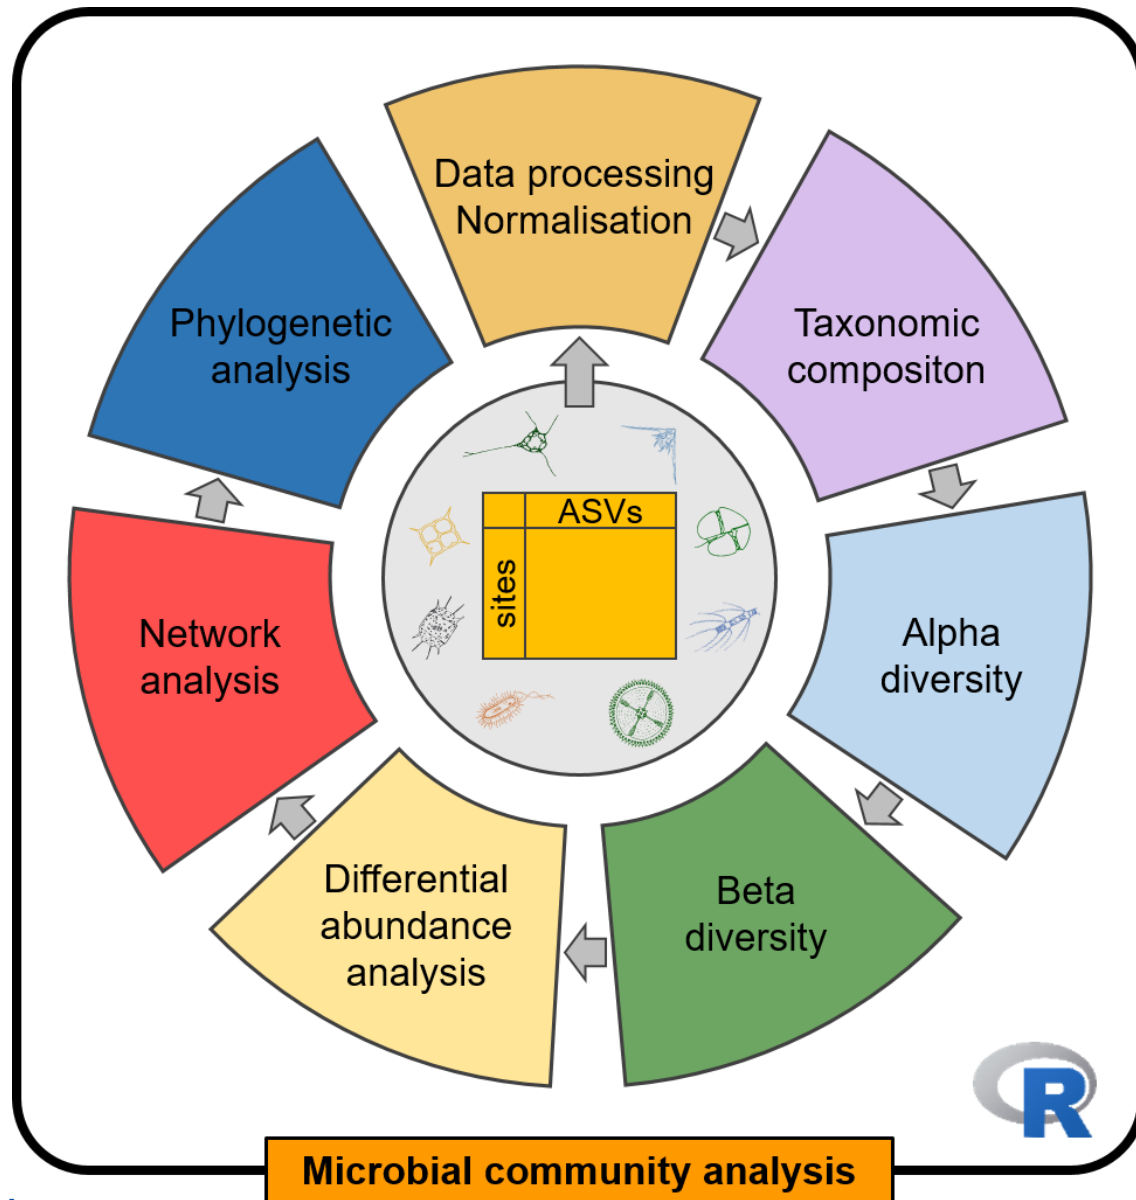 Data processing
Normalisation
Taxonomic
compositon
Alpha
diversity
Beta
diversity
Differential
abundance
analysis
Network
analysis
Phylogenetic
analysis
ASVs
sites
R
Microbial community analysis